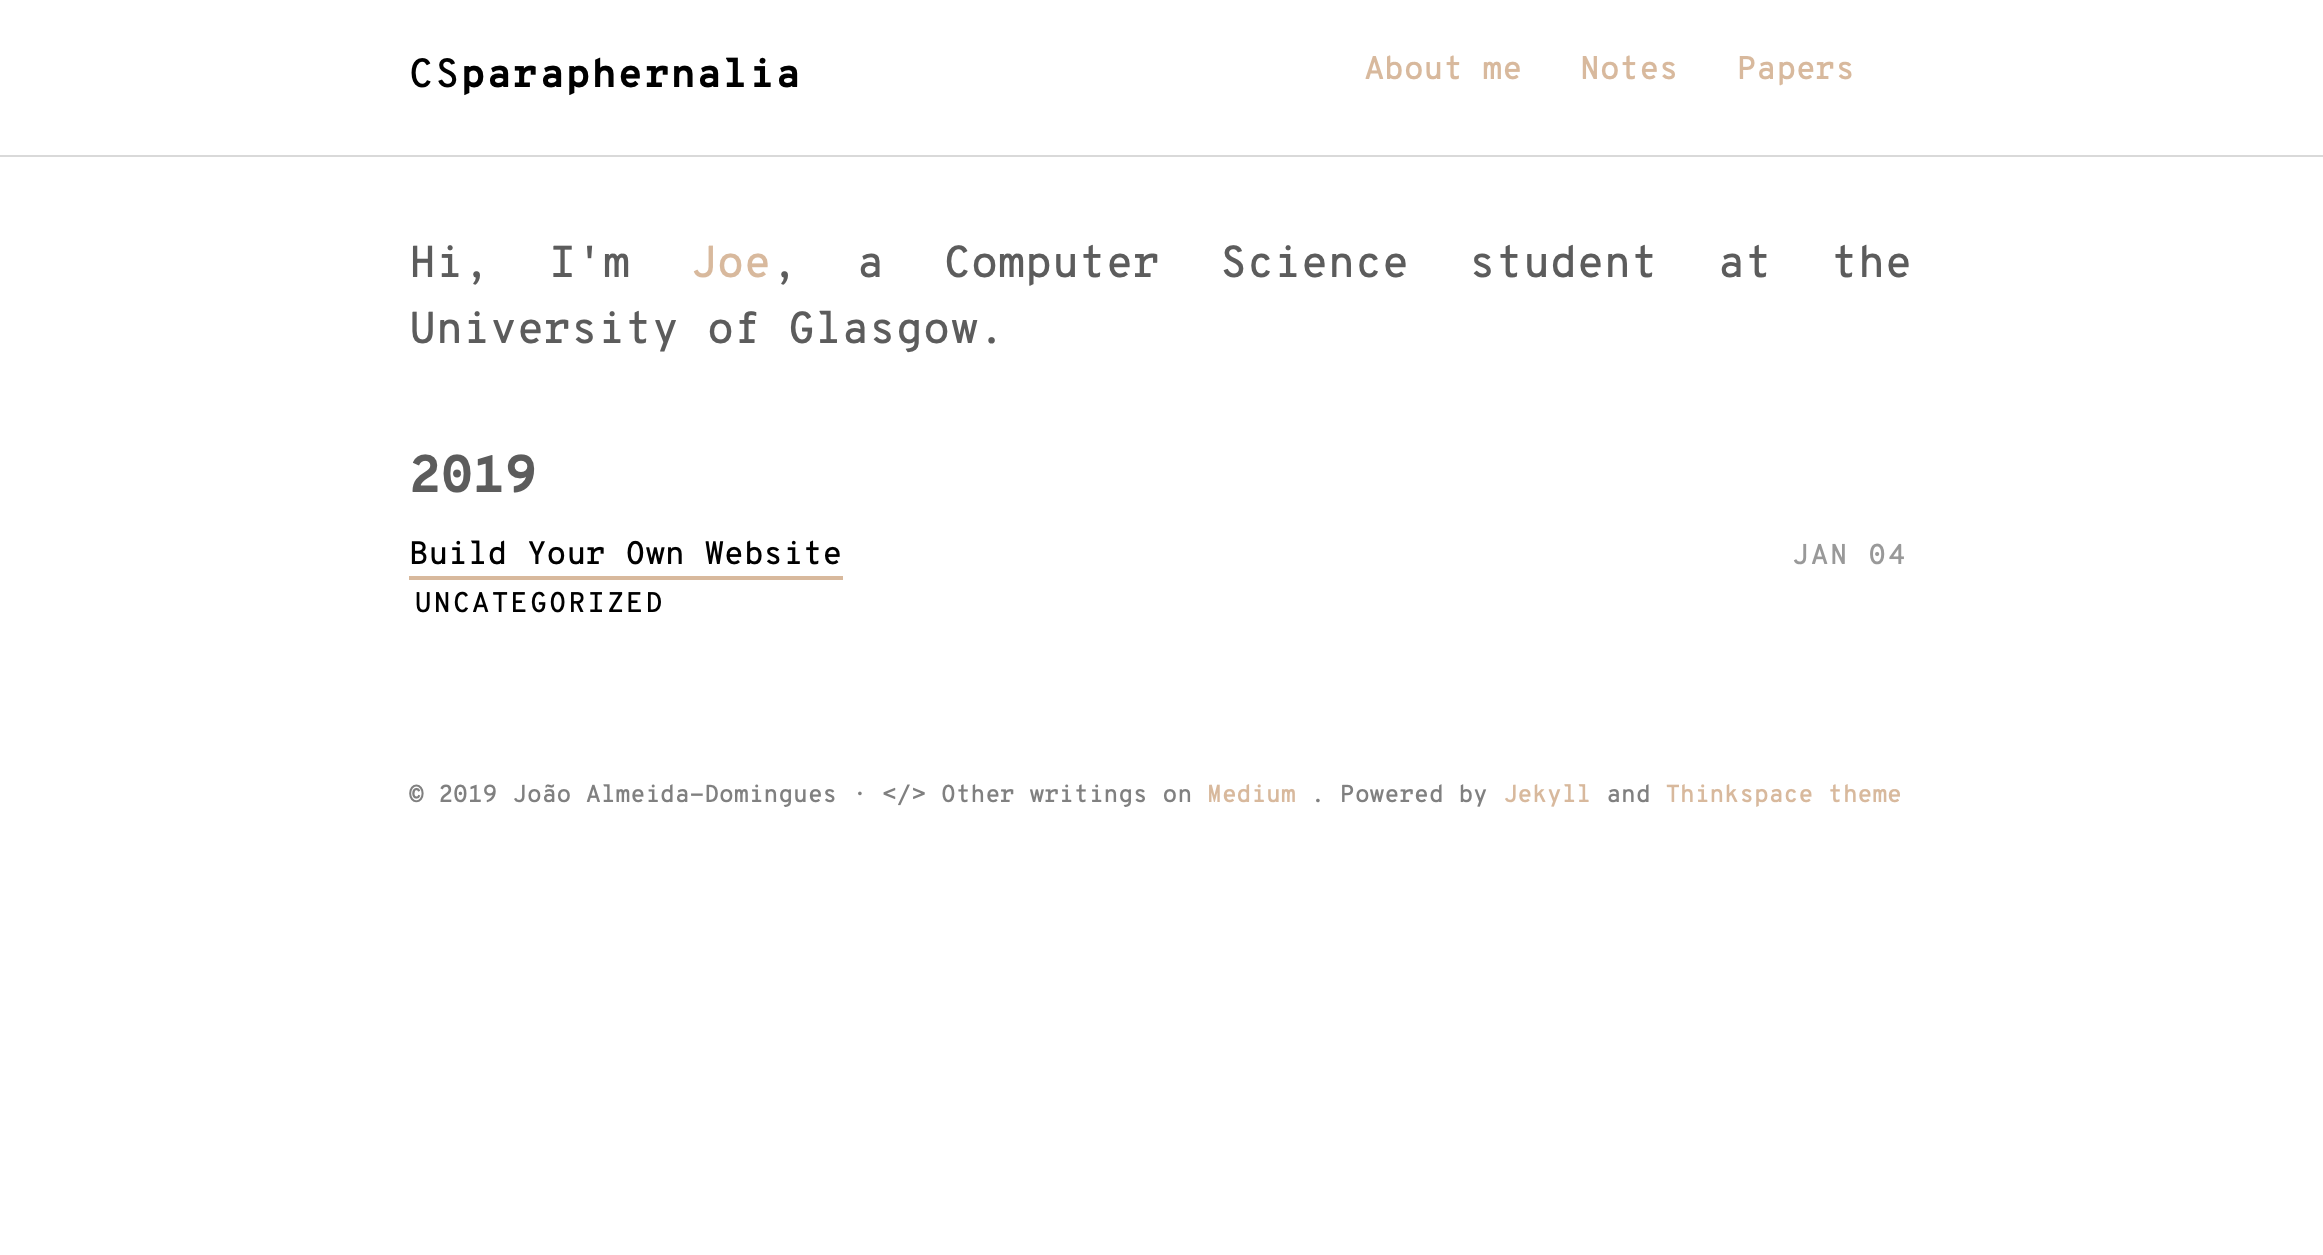 CSparaphernalia
About me Notes Papers
Hi, I'm Joe, a Computer Science student at the
University of Glasgow.
2019
Build Your Own Website JAN 04
UNCATEGORIZED
© 2019 João Almeida-Domingues · </> Other writings on Medium . Powered by Jekyll and Thinkspace theme